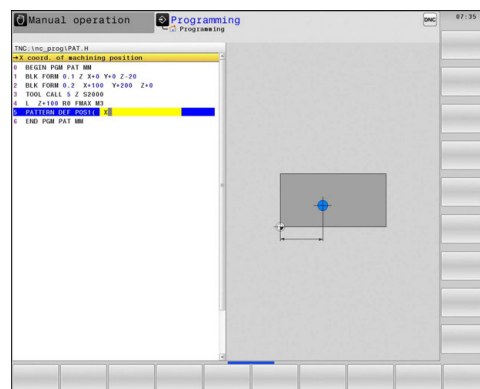 Manual operation
Programming
Programming
DNC
07:35
TNC:\nc_prog\PAT.H
→X coord. of machining position
0 BEGIN PGM PAT MM
1 BLK FORM 0.1 Z X+0 Y+0 Z-20
2 BLK FORM 0.2 X+100 Y+200 Z+0
3 TOOL CALL 5 Z S2000
4 L Z+100 R0 FMAX M3
5 PATTERN DEF POS1( X
6 END PGM PAT MM